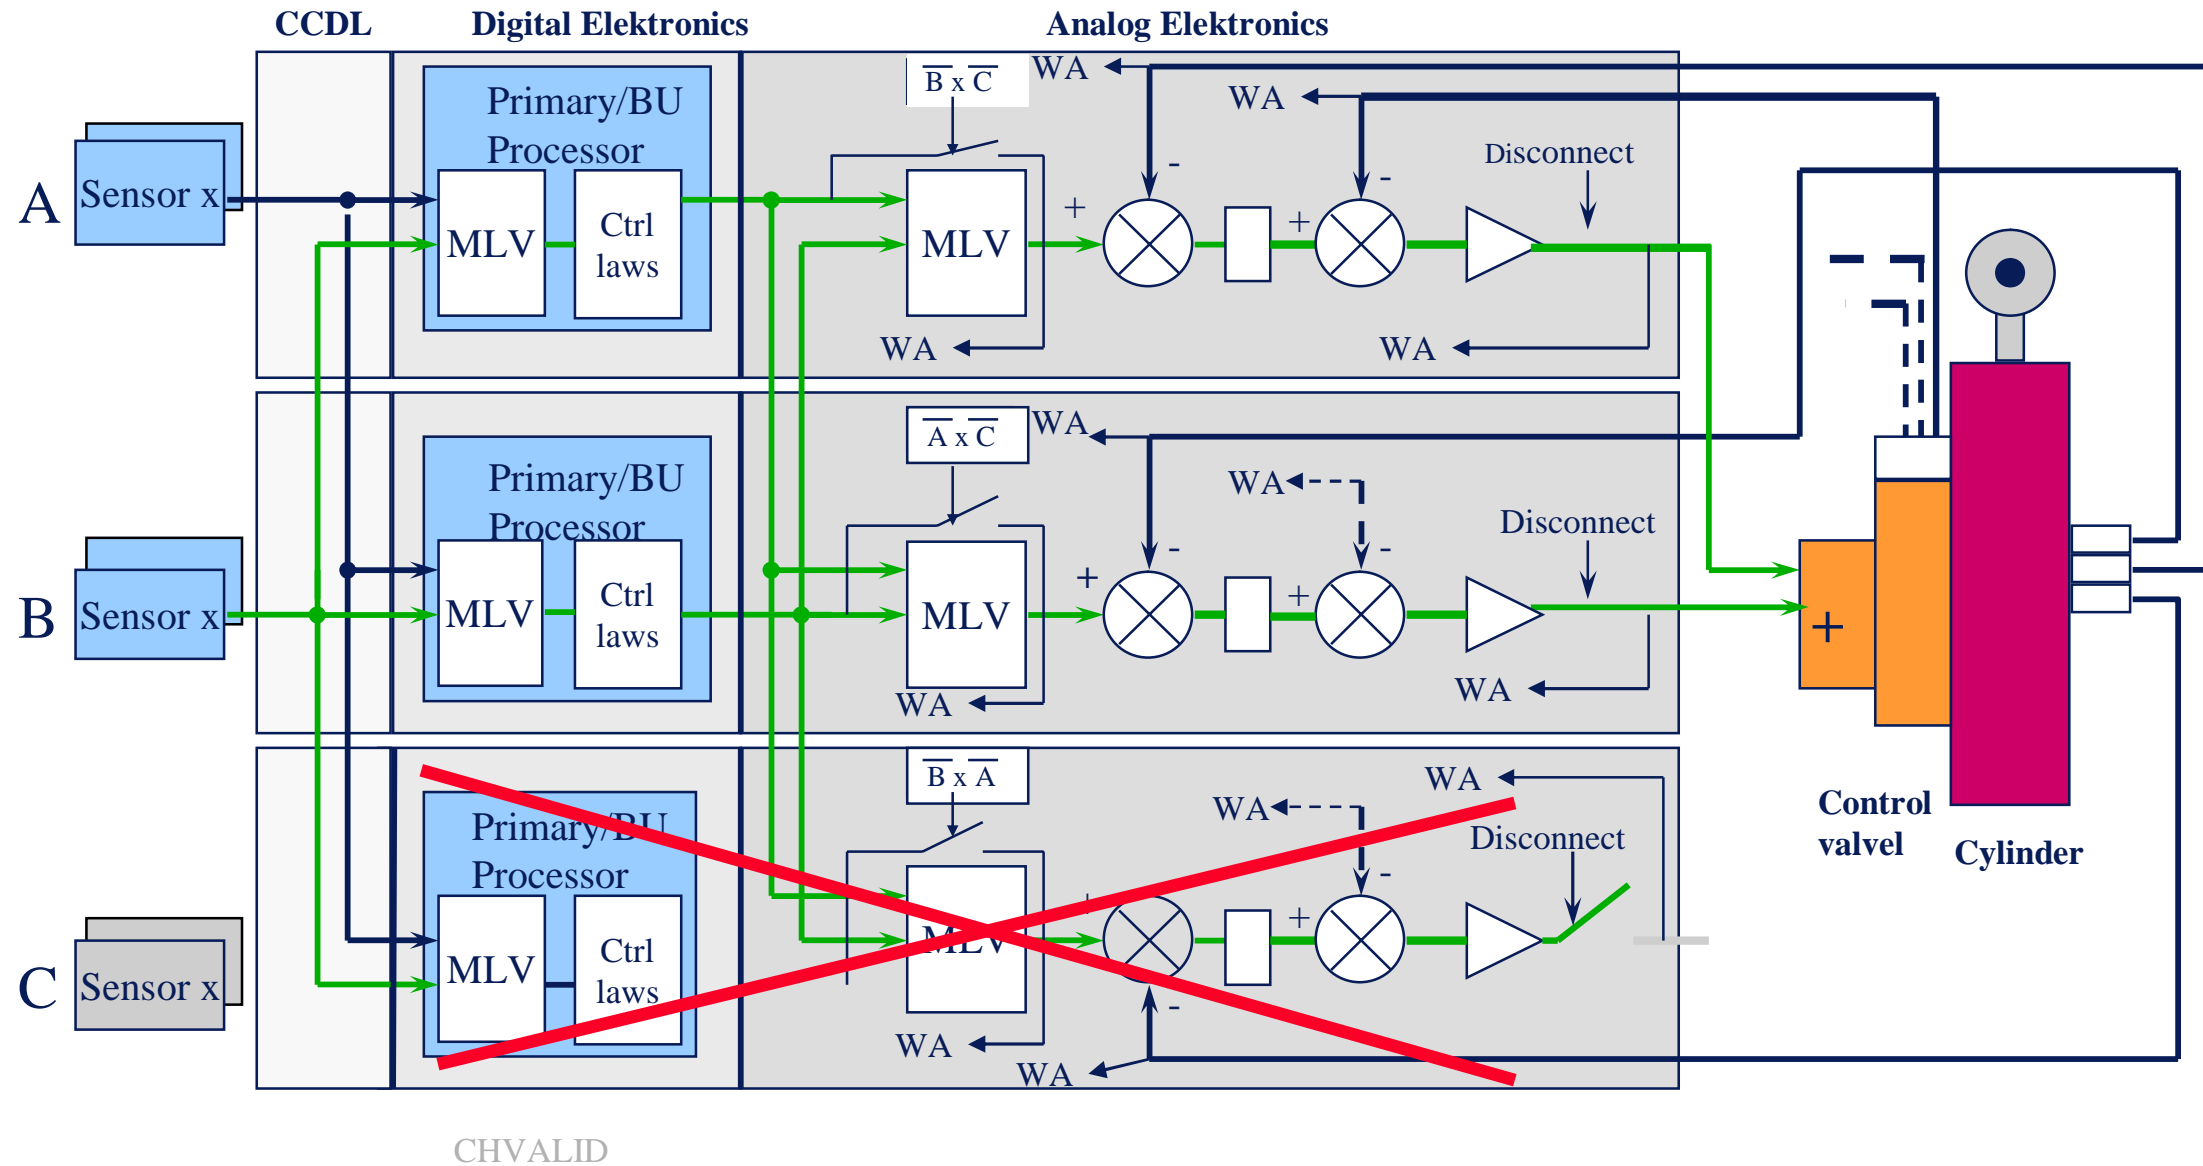 CCDL Digital Elektronics Analog Elektronics
B x C
WA
WA
Primary/BU
Processor
Disconnect
A
Sensor x
MLV
Ctrl
laws
MLV
+
-
+
-
WA
WA
A x C
WA
Primary/BU
Processor
WA
Disconnect
B
Sensor x
MLV
Ctrl
laws
MLV
+
-
+
-
+
WA
WA
B x A
WA
WA
Primary/BU
Processor
Disconnect
Control
valvel
Cylinder
C
Sensor x
MLV
Ctrl
laws
MLV
+
-
+
-
WA
WA
CHVALID